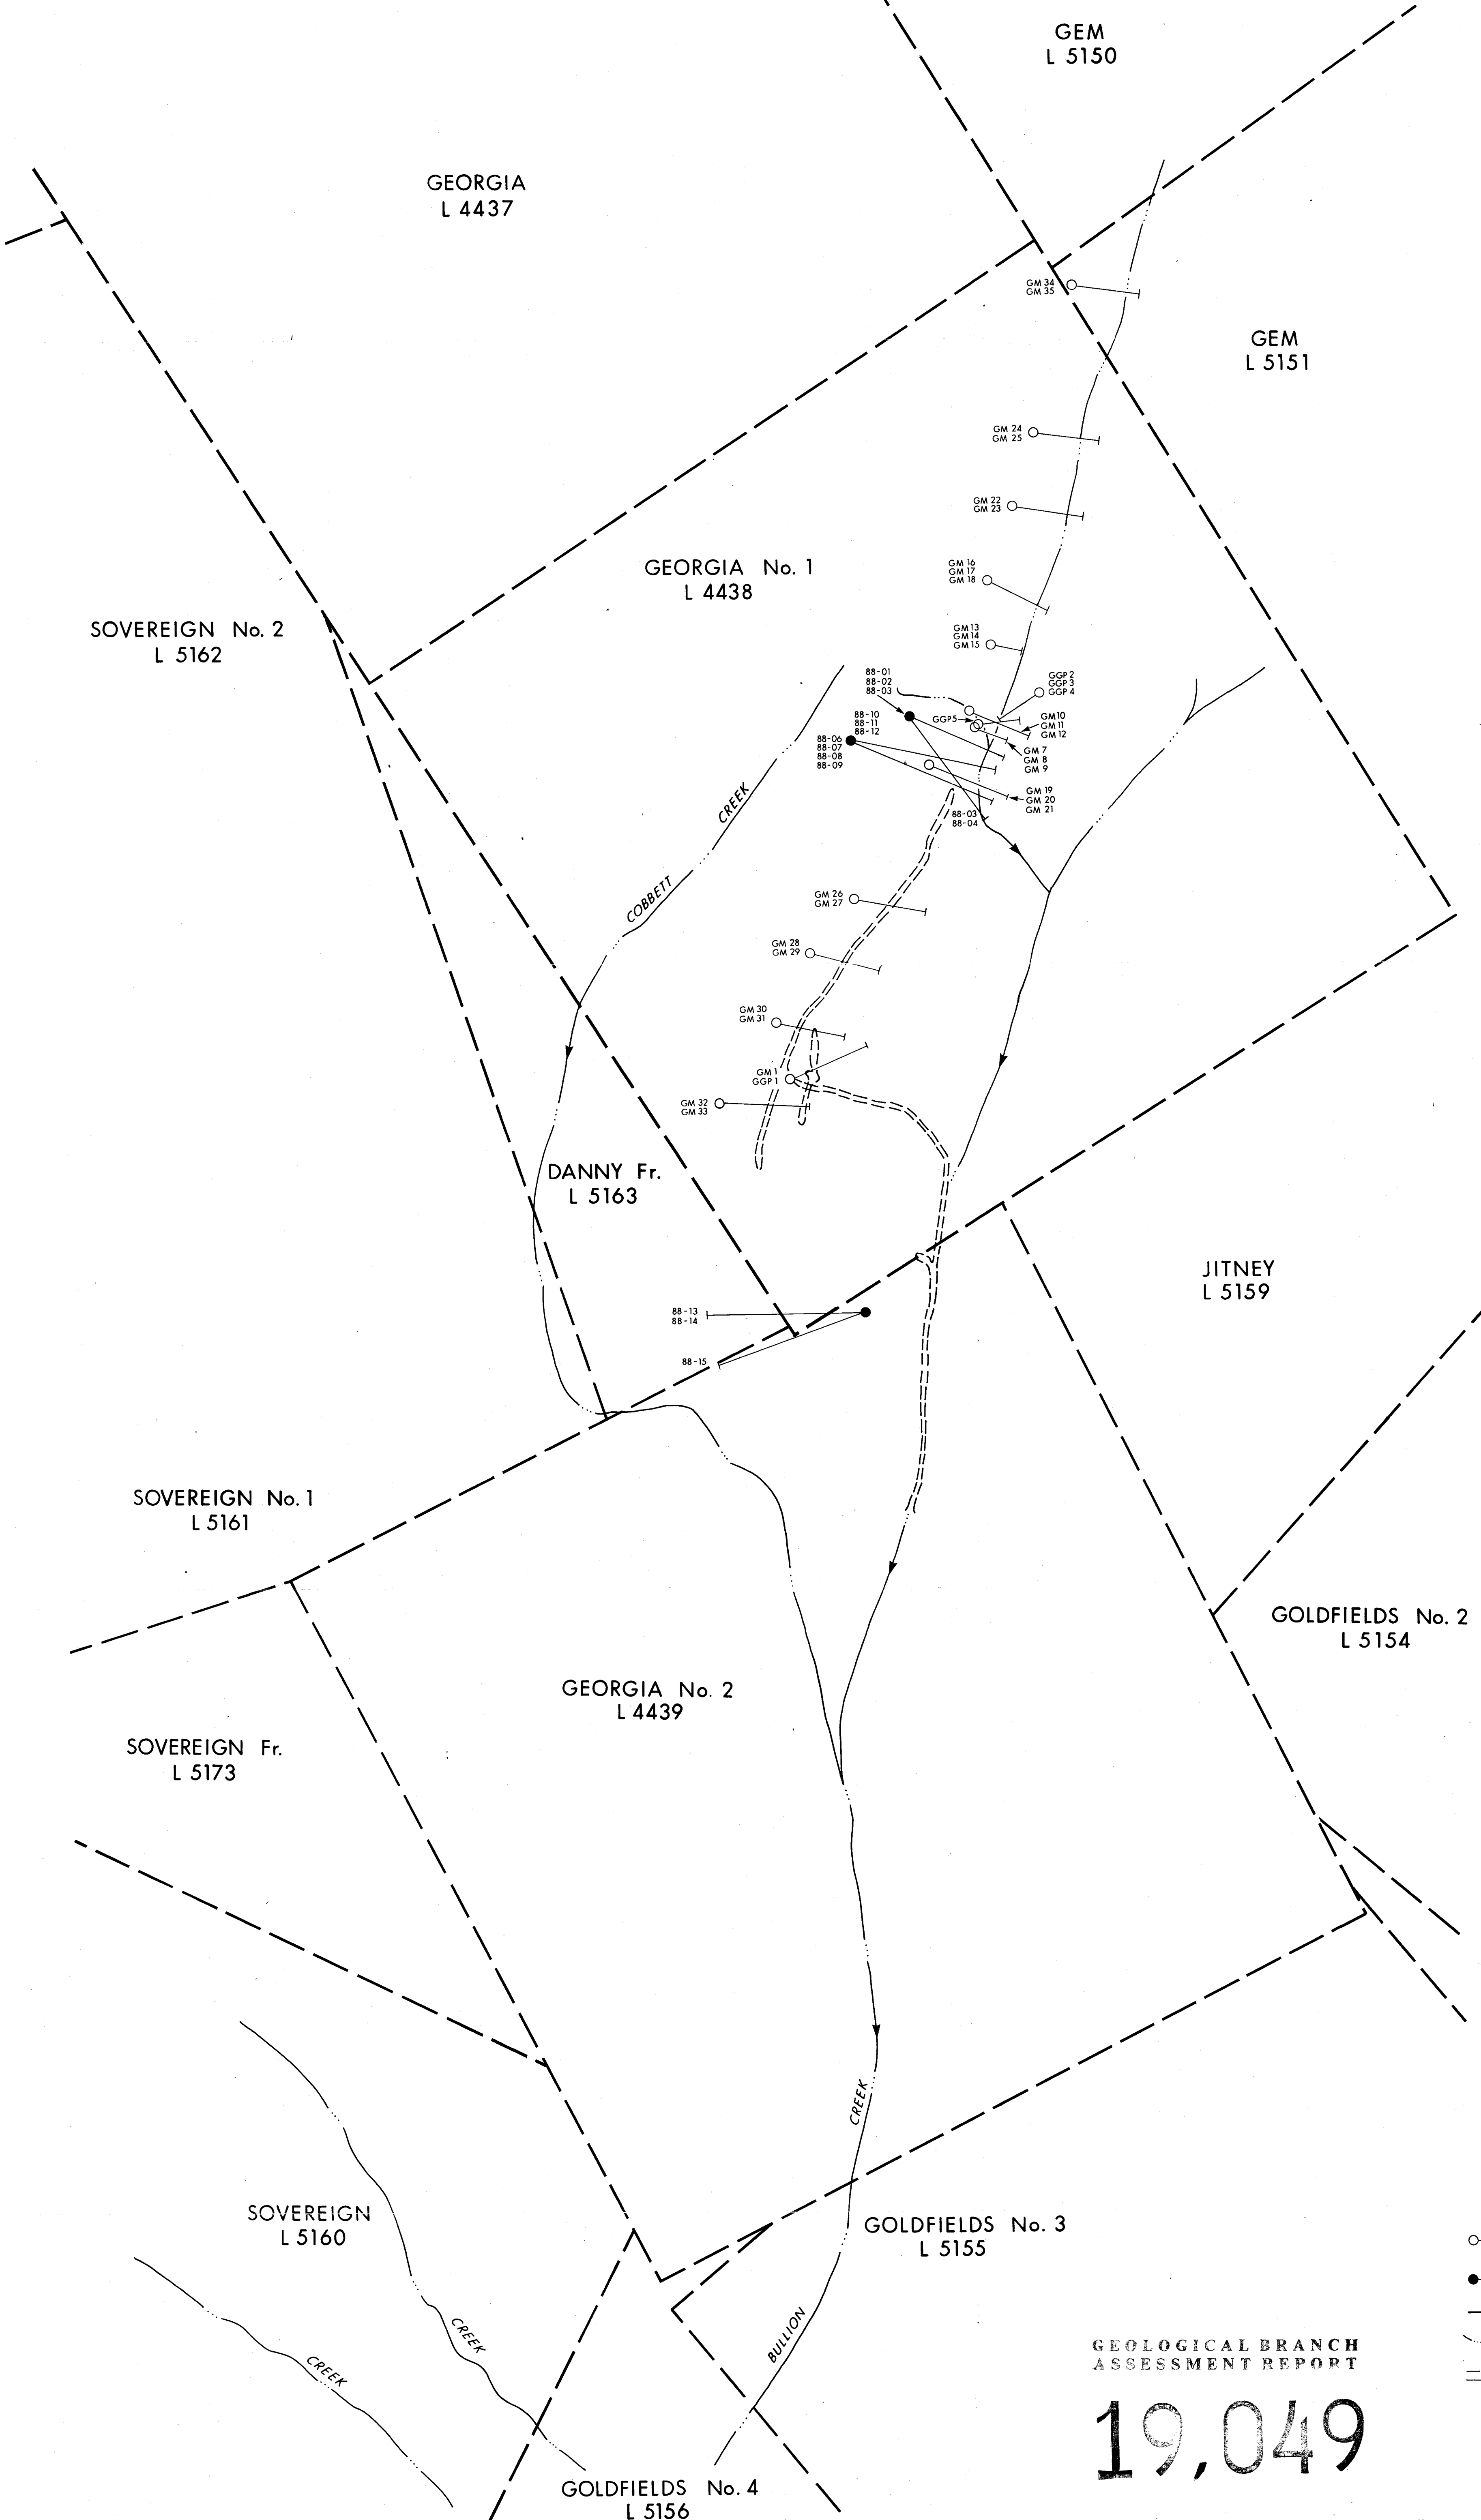 GEM
L 5150
GEORGIA
L 4437
GM 34
GM 35
GEM
L 5151
GM 24
GM 25
GM 22
GM 23
GEORGIA No. 1
L 4438
GM 16
GM 17
GM 18
SOVEREIGN No. 2
L 5162
GM 13
GM 14
GM 15
88-01
88-02
88-03
GGP 2
GGP 3
GGP 4
88-10
88-11
88-12
GGP 5
GM 10
GM 11
GM 12
88-06
88-07
88-08
88-09
GM 7
GM 8
GM 9
GM 19
GM 20
GM 21
88-03
88-04
COBBETT CREEK
GM 26
GM 27
GM 28
GM 29
GM 30
GM 31
GM 1
GGP 1
GM 32
GM 33
DANNY Fr.
L 5163
JITNEY
L 5159
88-13
88-14
88-15
SOVEREIGN No. 1
L 5161
GOLDFIELDS No. 2
L 5154
GEORGIA No. 2
L 4439
SOVEREIGN Fr.
L 5173
SOVEREIGN
L 5160
GOLDFIELDS No. 3
L 5155
BULLION CREEK
CREEK
CREEK
GEOLOGICAL BRANCH
ASSESSMENT REPORT
19,049
GOLDFIELDS No. 4
L 5156